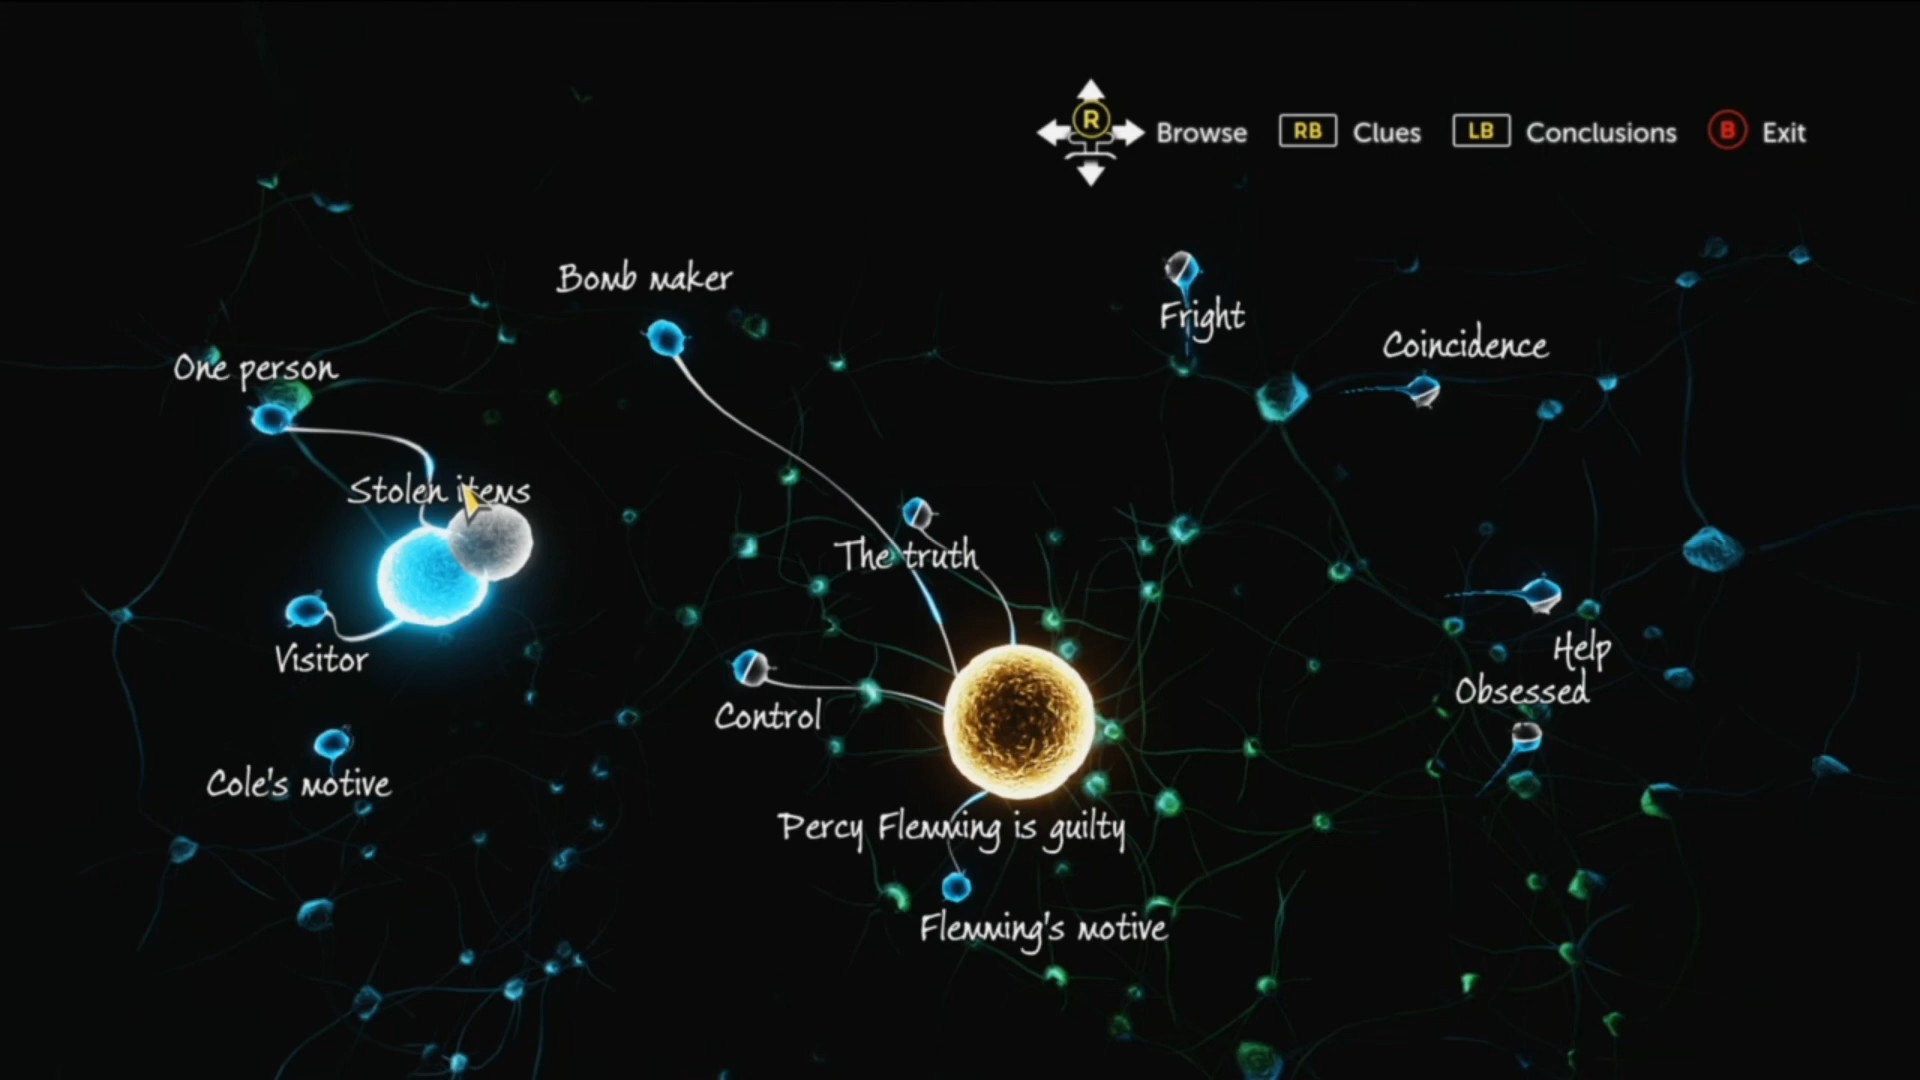 R Browse RB Clues LB Conclusions B Exit
Bomb maker
Fright
Coincidence
One person
Stolen items
The truth
Visitor
Help
Obsessed
Control
Cole's motive
Percy Flemming is guilty
Flemming's motive